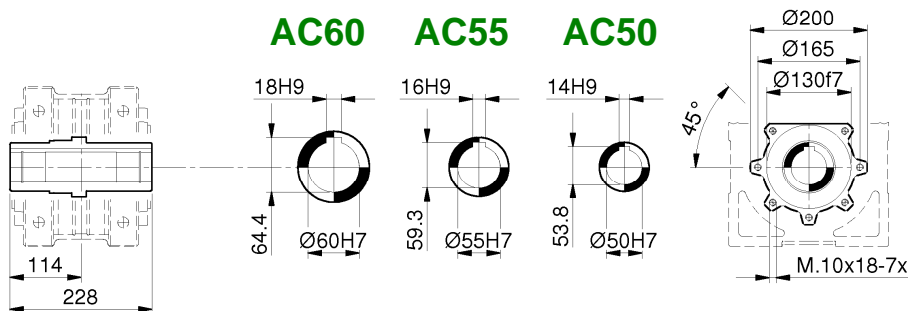 AC60 AC55 AC50
Ø200
Ø165
Ø130f7
18H9 16H9 14H9
45°
64.4 59.3 53.8
Ø60H7 Ø55H7 Ø50H7
114
228
M.10x18-7x